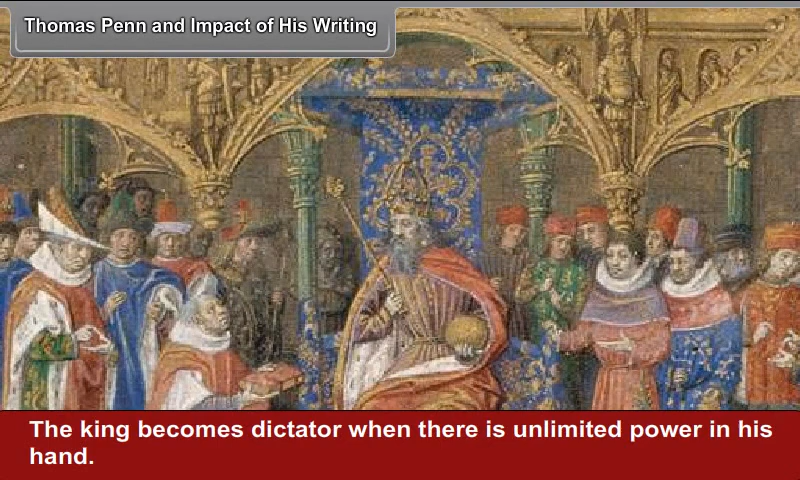 Thomas Penn and Impact of His Writing
The king becomes dictator when there is unlimited power in his
hand.